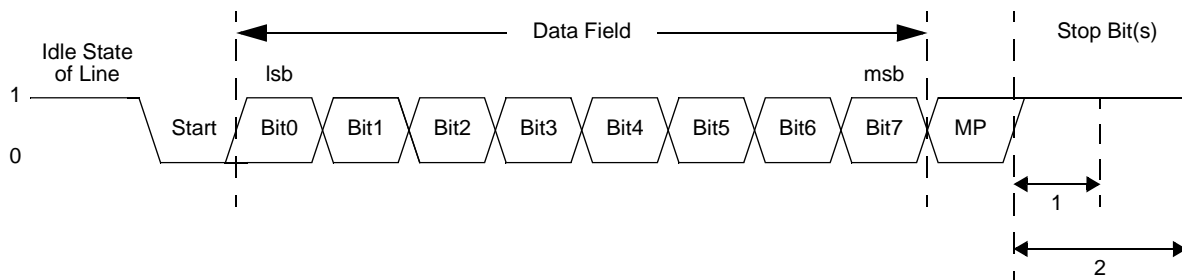 Data Field
Stop Bit(s)
Idle State
of Line
lsb
msb
1
Start
Bit0
Bit1
Bit2
Bit3
Bit4
Bit5
Bit6
Bit7
MP
0
1
2